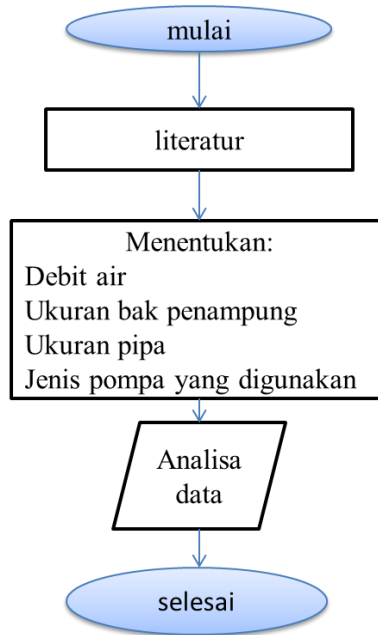 mulai
literatur
Menentukan:
Debit air
Ukuran bak penampung
Ukuran pipa
Jenis pompa yang digunakan
Analisa
data
selesai